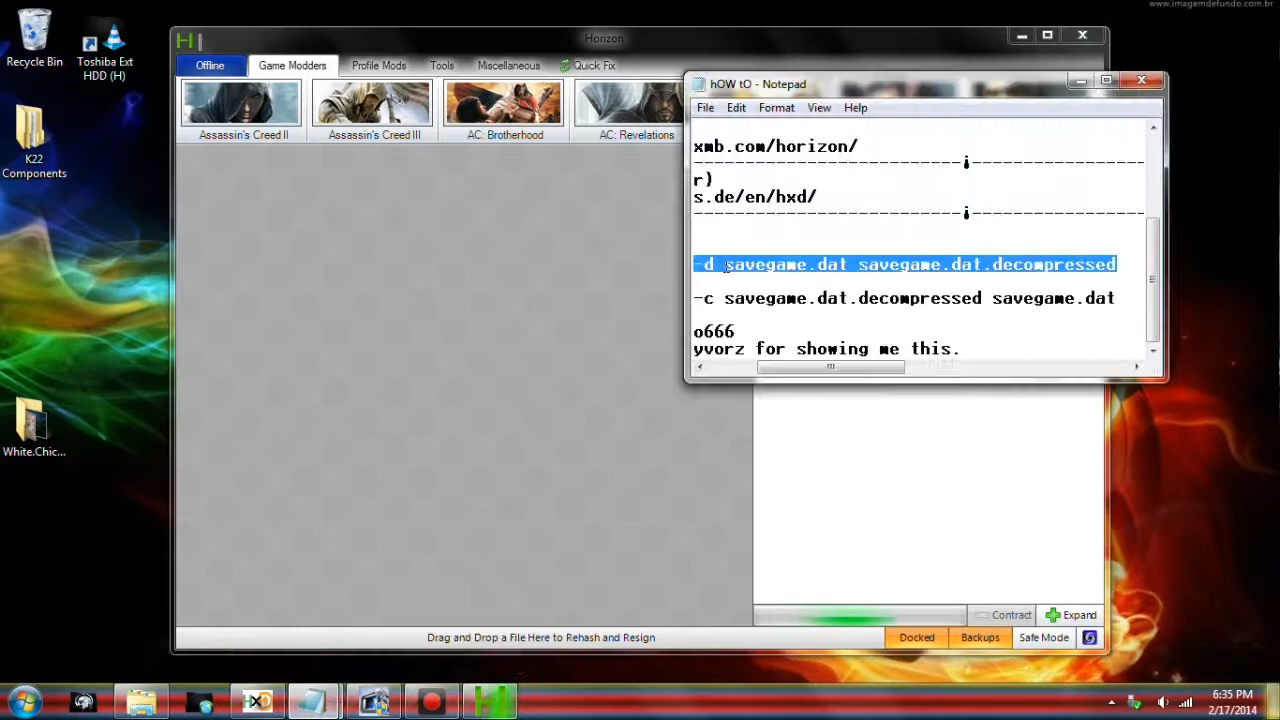 www.imagemdefundo.com.br
Recycle Bin
Toshiba Ext
HDD (H)
K22
Components
White.Chic...
Horizon
Offline
Game Modders
Profile Mods
Tools
Miscellaneous
Quick Fix
Assassin's Creed II
Assassin's Creed III
AC: Brotherhood
AC: Revelations
hOW tO - Notepad
File Edit Format View Help
xmb.com/horizon/
r)
s.de/en/hxd/
-d savegame.dat savegame.dat.decompressed
-c savegame.dat.decompressed savegame.dat
o666
yvorz for showing me this.
Contract
Expand
Drag and Drop a File Here to Rehash and Resign
Docked
Backups
Safe Mode
6:35 PM
2/17/2014